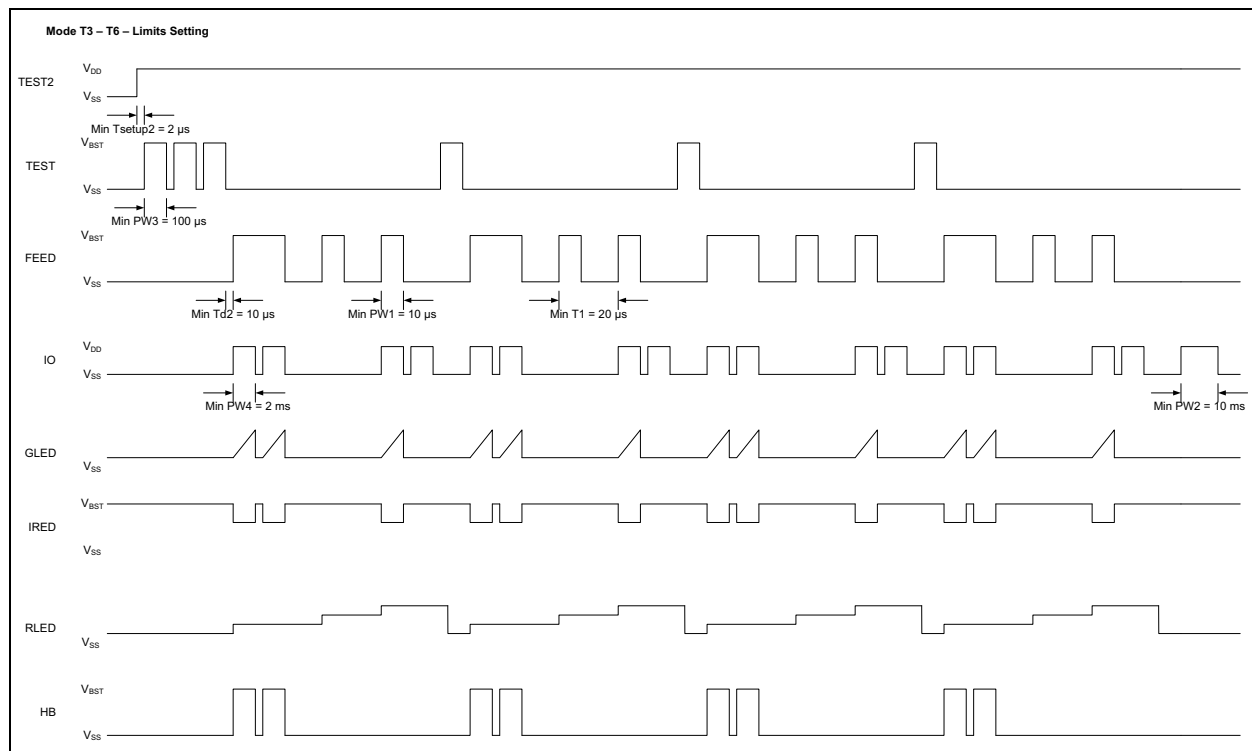 Mode T3 – T6 – Limits Setting
TEST2
VDD
VSS
Min Tsetup2 = 2 µs
TEST
VBST
VSS
Min PW3 = 100 µs
FEED
VBST
VSS
Min Td2 = 10 µs
Min PW1 = 10 µs
Min T1 = 20 µs
IO
VDD
VSS
Min PW4 = 2 ms
Min PW2 = 10 ms
GLED
VSS
IRED
VBST
VSS
RLED
VSS
HB
VBST
VSS